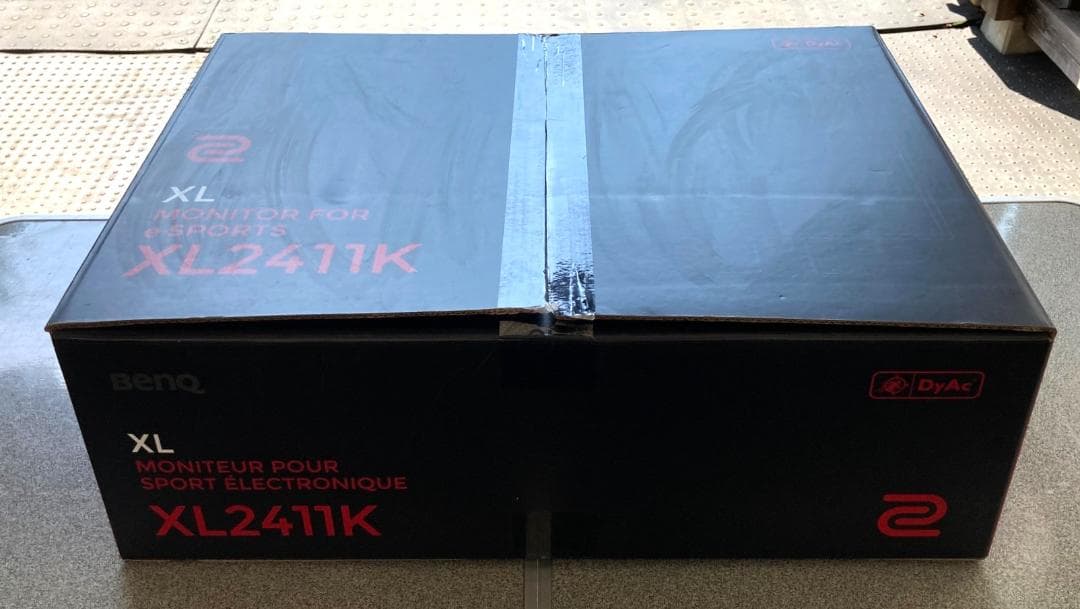 DyAc
XL
MONITOR FOR
e-SPORTS
XL2411K
BenQ
DyAc
XL
MONITEUR POUR
SPORT ÉLECTRONIQUE
XL2411K